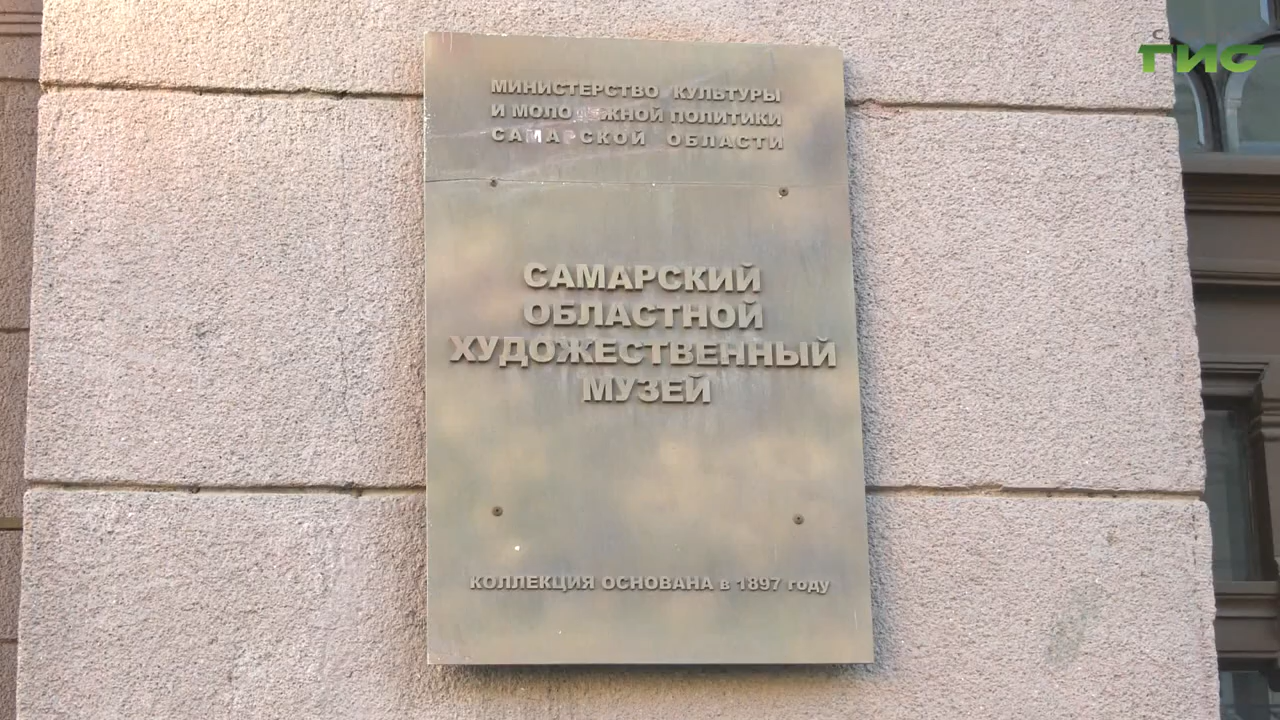 МИНИСТЕРСТВО КУЛЬТУРЫ
И МОЛОДЕЖНОЙ ПОЛИТИКИ
САМАРСКОЙ ОБЛАСТИ
САМАРСКИЙ
ОБЛАСТНОЙ
ХУДОЖЕСТВЕННЫЙ
МУЗЕЙ
КОЛЛЕКЦИЯ ОСНОВАНА в 1897 году
ГИС